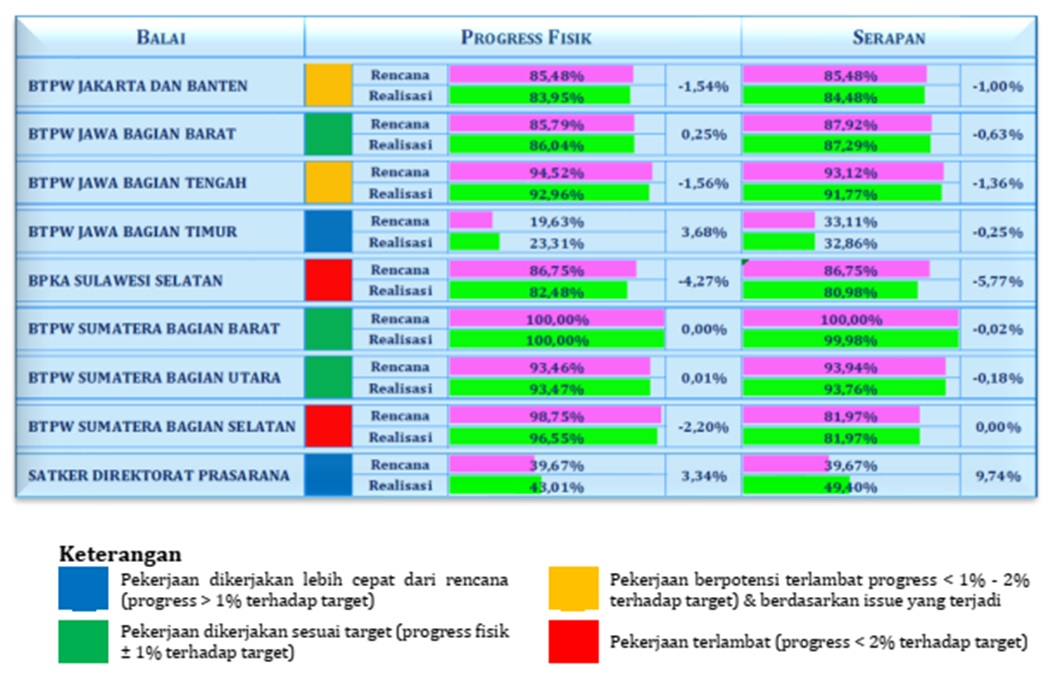 BALAI PROGRESS FISIK SERAPAN
BTPW JAKARTA DAN BANTEN
Rencana 85,48% -1,54% 85,48% -1,00%
Realisasi 83,95% 84,48%
BTPW JAWA BAGIAN BARAT
Rencana 85,79% 0,25% 87,92% -0,63%
Realisasi 86,04% 87,29%
BTPW JAWA BAGIAN TENGAH
Rencana 94,52% -1,56% 93,12% -1,36%
Realisasi 92,96% 91,77%
BTPW JAWA BAGIAN TIMUR
Rencana 19,63% 3,68% 33,11% -0,25%
Realisasi 23,31% 32,86%
BPKA SULAWESI SELATAN
Rencana 86,75% -4,27% 86,75% -5,77%
Realisasi 82,48% 80,98%
BTPW SUMATERA BAGIAN BARAT
Rencana 100,00% 0,00% 100,00% -0,02%
Realisasi 100,00% 99,98%
BTPW SUMATERA BAGIAN UTARA
Rencana 93,46% 0,01% 93,94% -0,18%
Realisasi 93,47% 93,76%
BTPW SUMATERA BAGIAN SELATAN
Rencana 98,75% -2,20% 81,97% 0,00%
Realisasi 96,55% 81,97%
SATKER DIREKTORAT PRASARANA
Rencana 39,67% 3,34% 39,67% 9,74%
Realisasi 43,01% 49,40%
Keterangan
Pekerjaan dikerjakan lebih cepat dari rencana
(progress > 1% terhadap target)
Pekerjaan dikerjakan sesuai target (progress fisik
± 1% terhadap target)
Pekerjaan berpotensi terlambat progress < 1% - 2%
terhadap target) & berdasarkan issue yang terjadi
Pekerjaan terlambat (progress < 2% terhadap target)